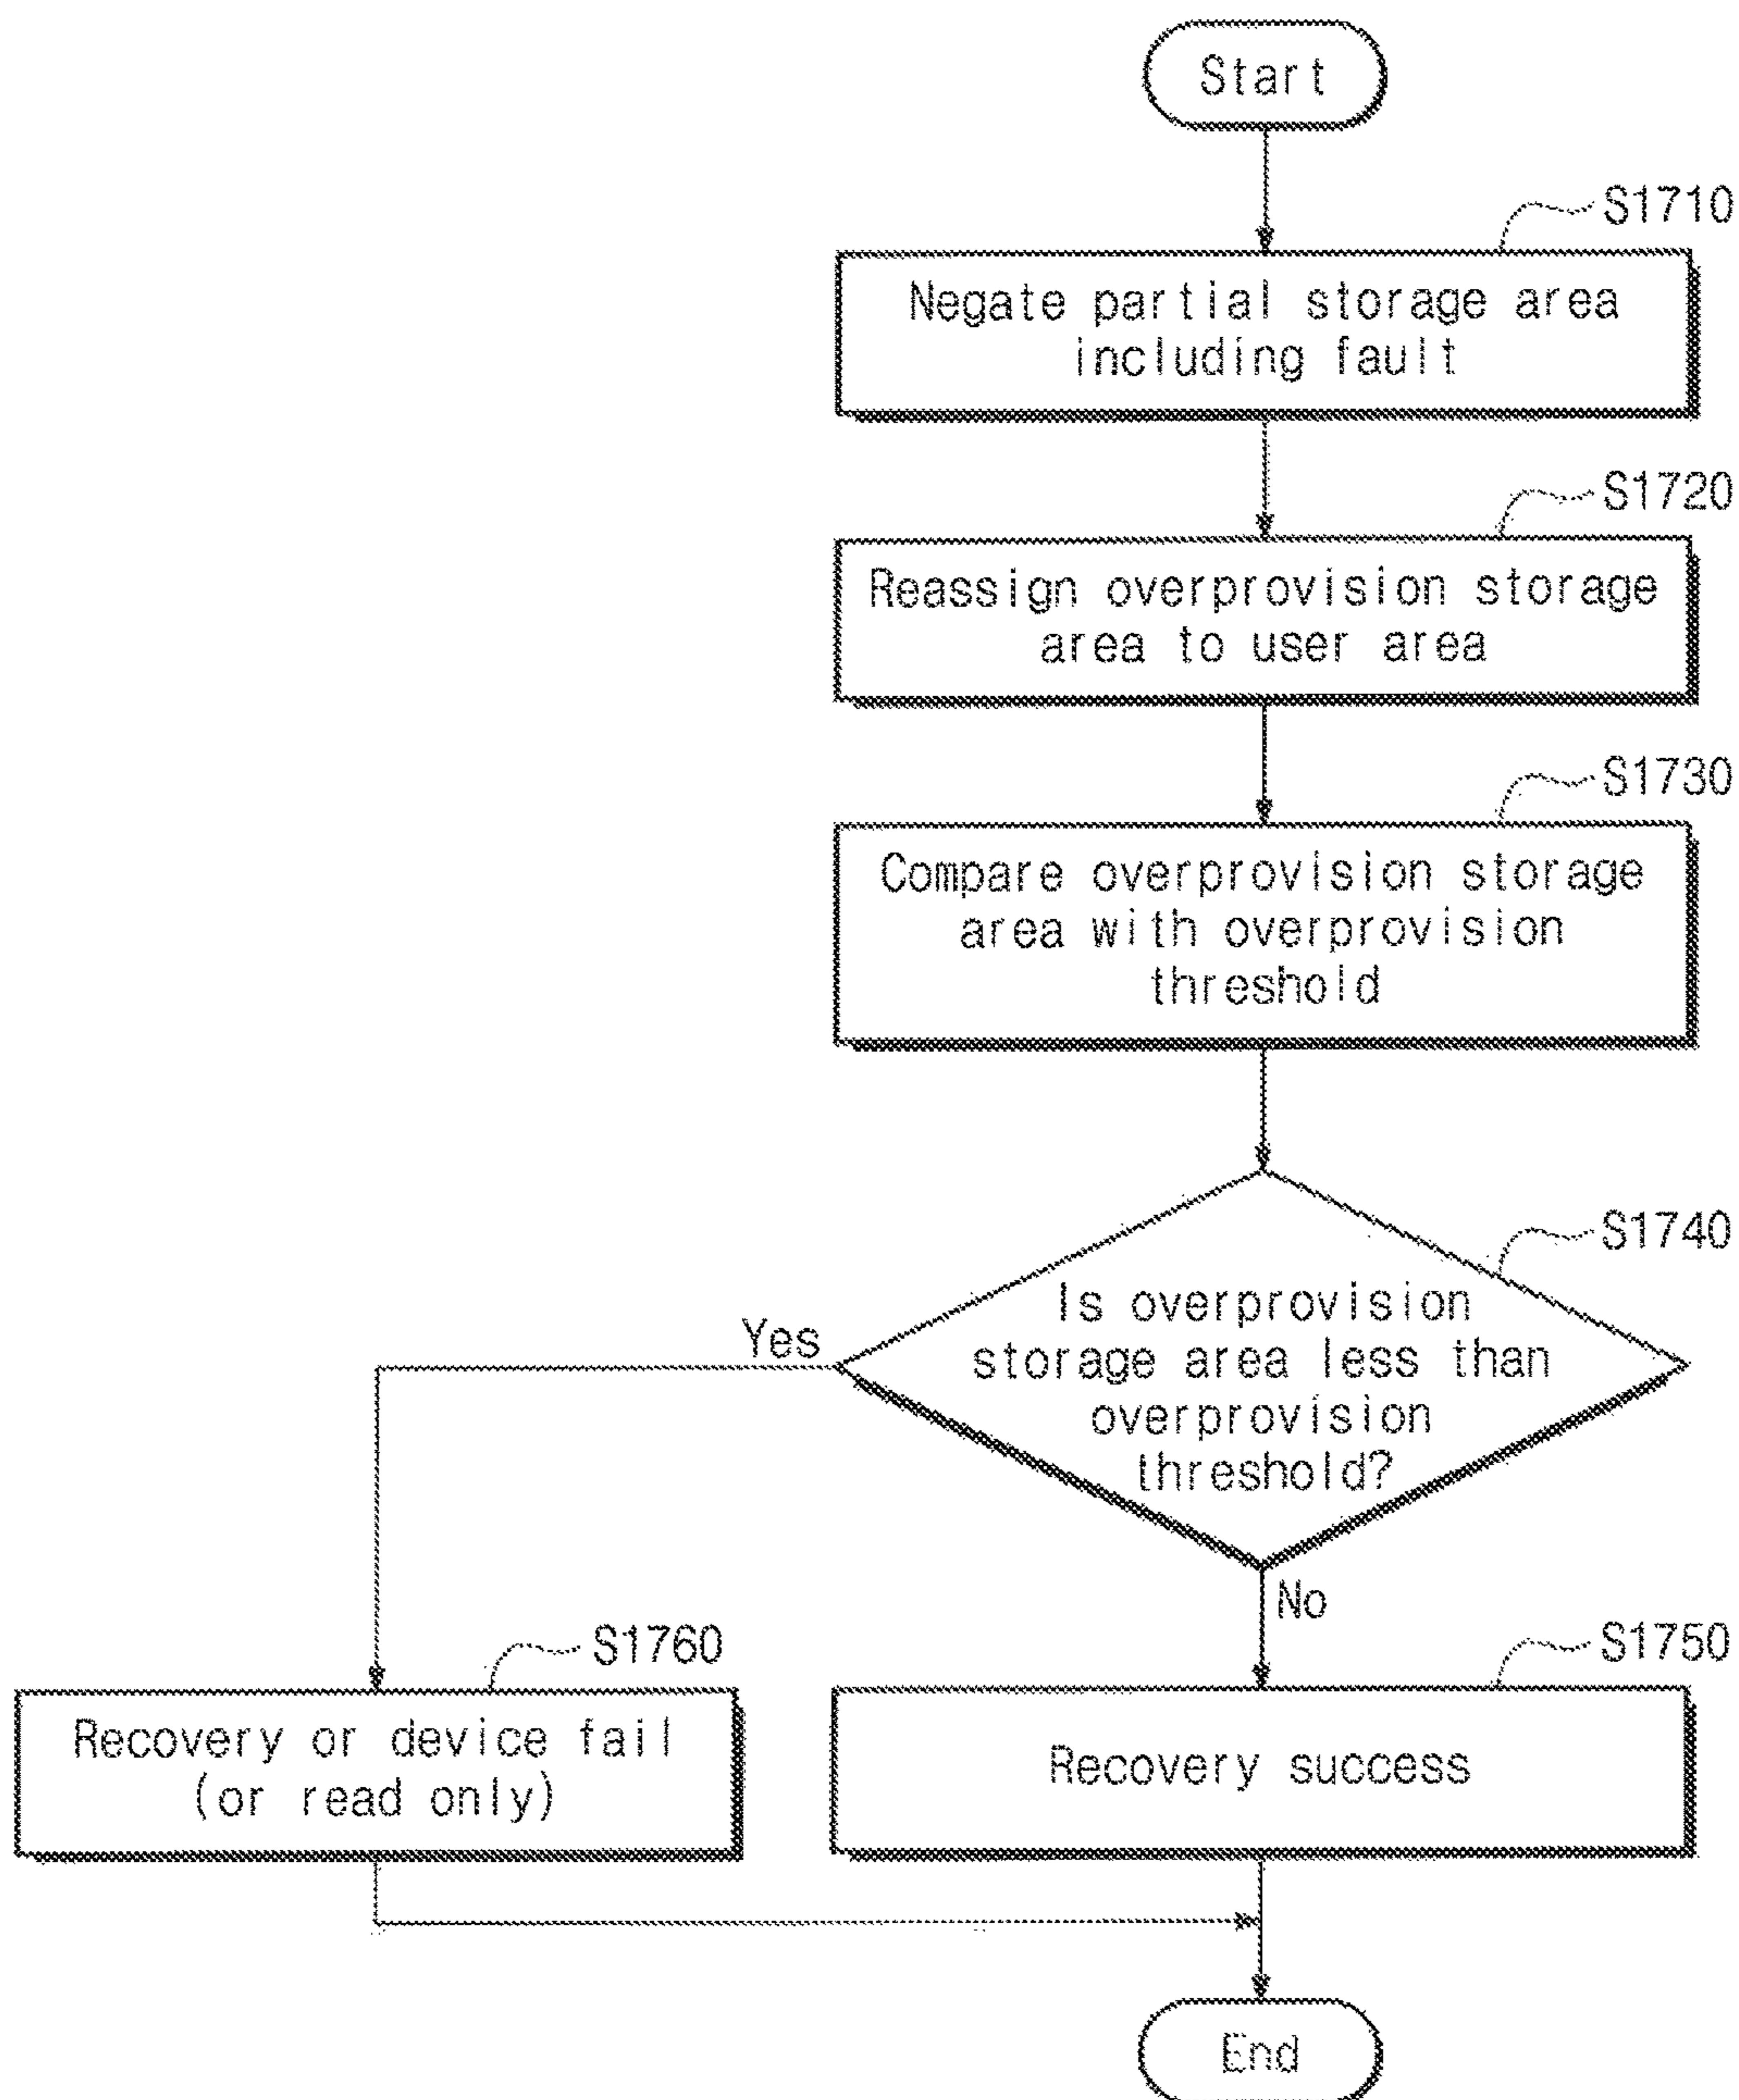 Start
S1710
Negate partial storage area
including fault
S1720
Reassign overprovision storage
area to user area
S1730
Compare overprovision storage
area with overprovision
threshold
S1740
Is overprovision
storage area less than
overprovision
threshold?
Yes
No
S1760
Recovery or device fail
(or read only)
S1750
Recovery success
End